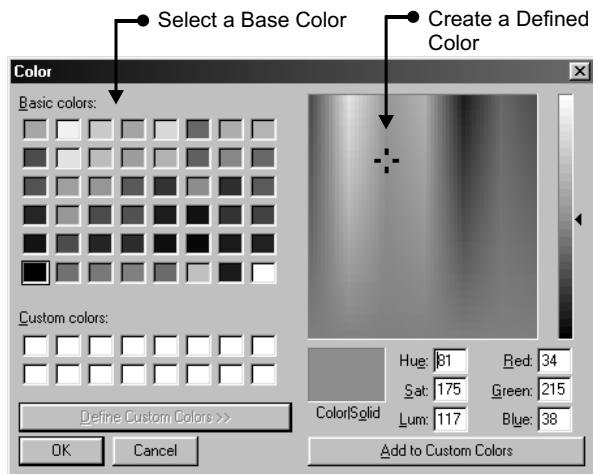 Select a Base Color
Create a Defined
Color
Color
Basic colors:
Custom colors:
Define Custom Colors >>
OK
Cancel
Color|Solid
Hue: 81
Sat: 175
Lum: 117
Red: 34
Green: 215
Blue: 38
Add to Custom Colors